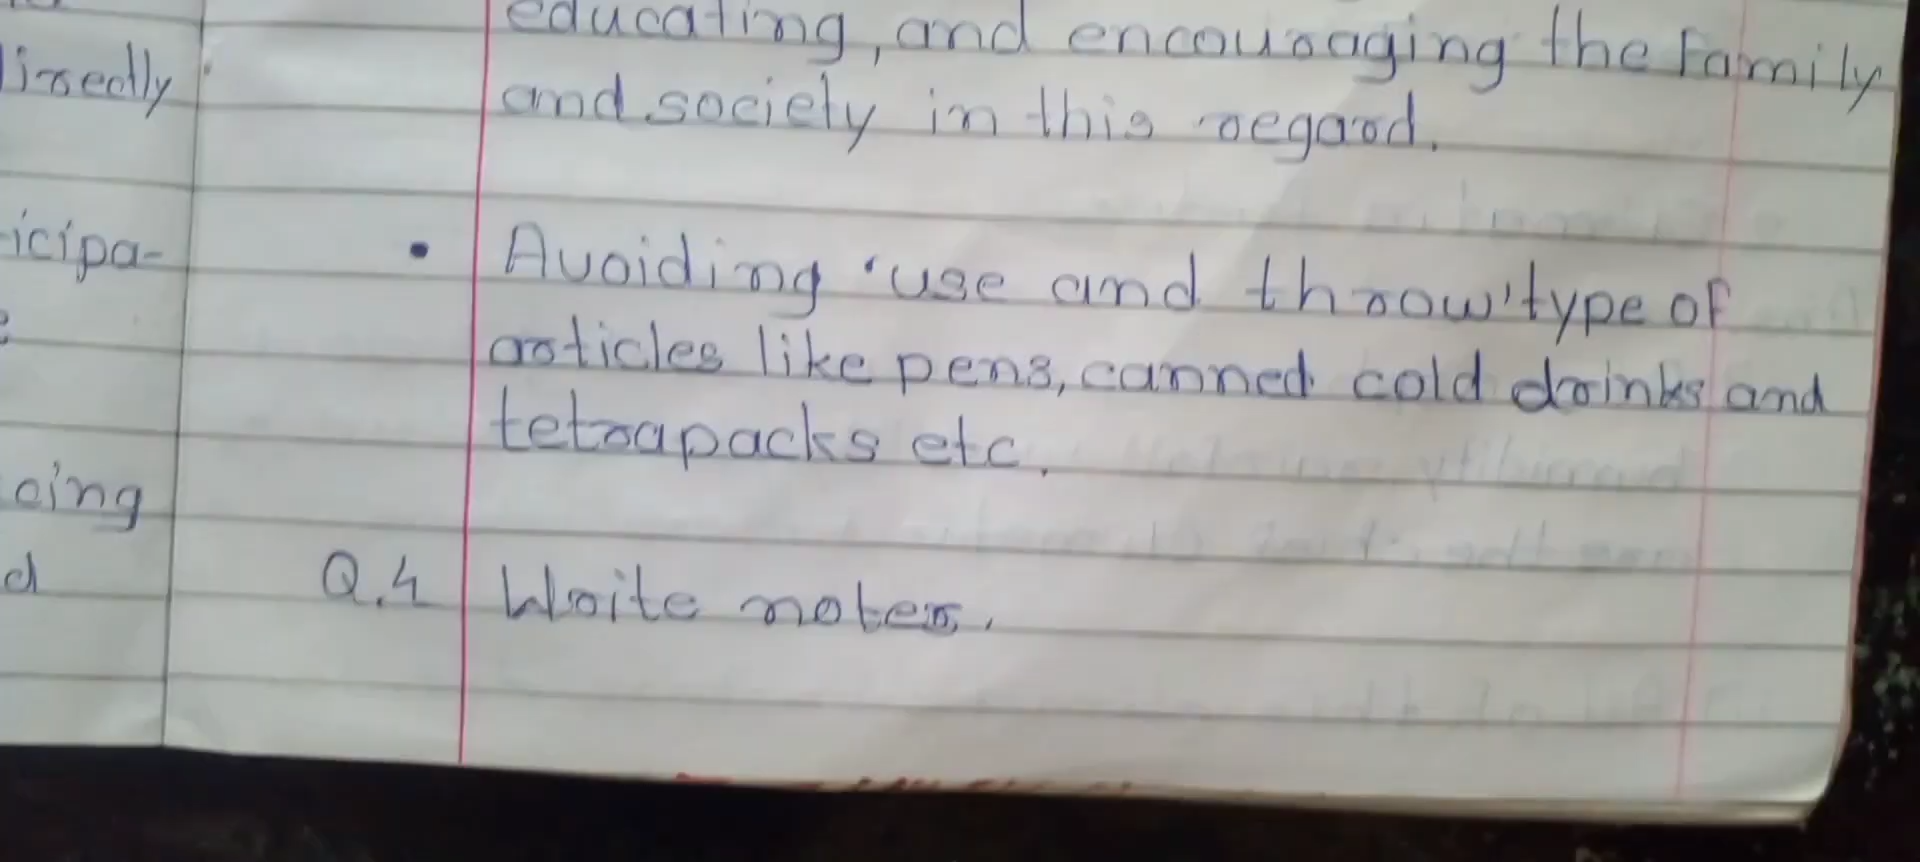 educating, and encouraging the Family
and society in this regard.
• Avoiding 'use and throw' type of
articles like pens, canned cold drinks and
tetrapacks etc.
Q.4 Write notes.
icipa-
cing
d